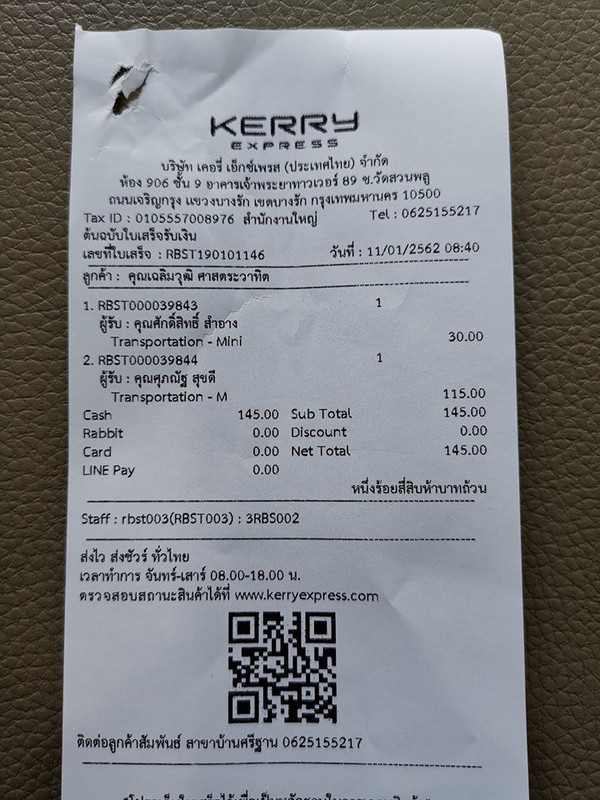 KERRY
EXPRESS
บริษัท เคอรี่ เอ็กซ์เพรส (ประเทศไทย) จำกัด
ห้อง 906 ชั้น 9 อาคารเจ้าพระยาทาวเวอร์ 89 ซ.วัดสวนพลู
ถนนเจริญกรุง แขวงบางรัก เขตบางรัก กรุงเทพมหานคร 10500
Tax ID : 0105557008976 สำนักงานใหญ่ Tel : 0625155217
ต้นฉบับใบเสร็จรับเงิน
เลขที่ใบเสร็จ : RBST190101146 วันที่ : 11/01/2562 08:40
ลูกค้า : คุณเฉลิมวุฒิ ศาสตระวาทิต
1. RBST000039843 1
ผู้รับ : คุณศักดิ์สิทธิ์ สำอาง
Transportation - Mini 30.00
2. RBST000039844 1
ผู้รับ : คุณศุภณัฐ สุขดี
Transportation - M 115.00
Cash 145.00 Sub Total 145.00
Rabbit 0.00 Discount 0.00
Card 0.00 Net Total 145.00
LINE Pay 0.00
หนึ่งร้อยสี่สิบห้าบาทถ้วน
Staff : rbst003(RBST003) : 3RBS002
ส่งไว ส่งชัวร์ ทั่วไทย
เวลาทำการ จันทร์-เสาร์ 08.00-18.00 น.
ตรวจสอบสถานะสินค้าได้ที่ www.kerryexpress.com
ติดต่อลูกค้าสัมพันธ์ สาขาบ้านศรีฐาน 0625155217